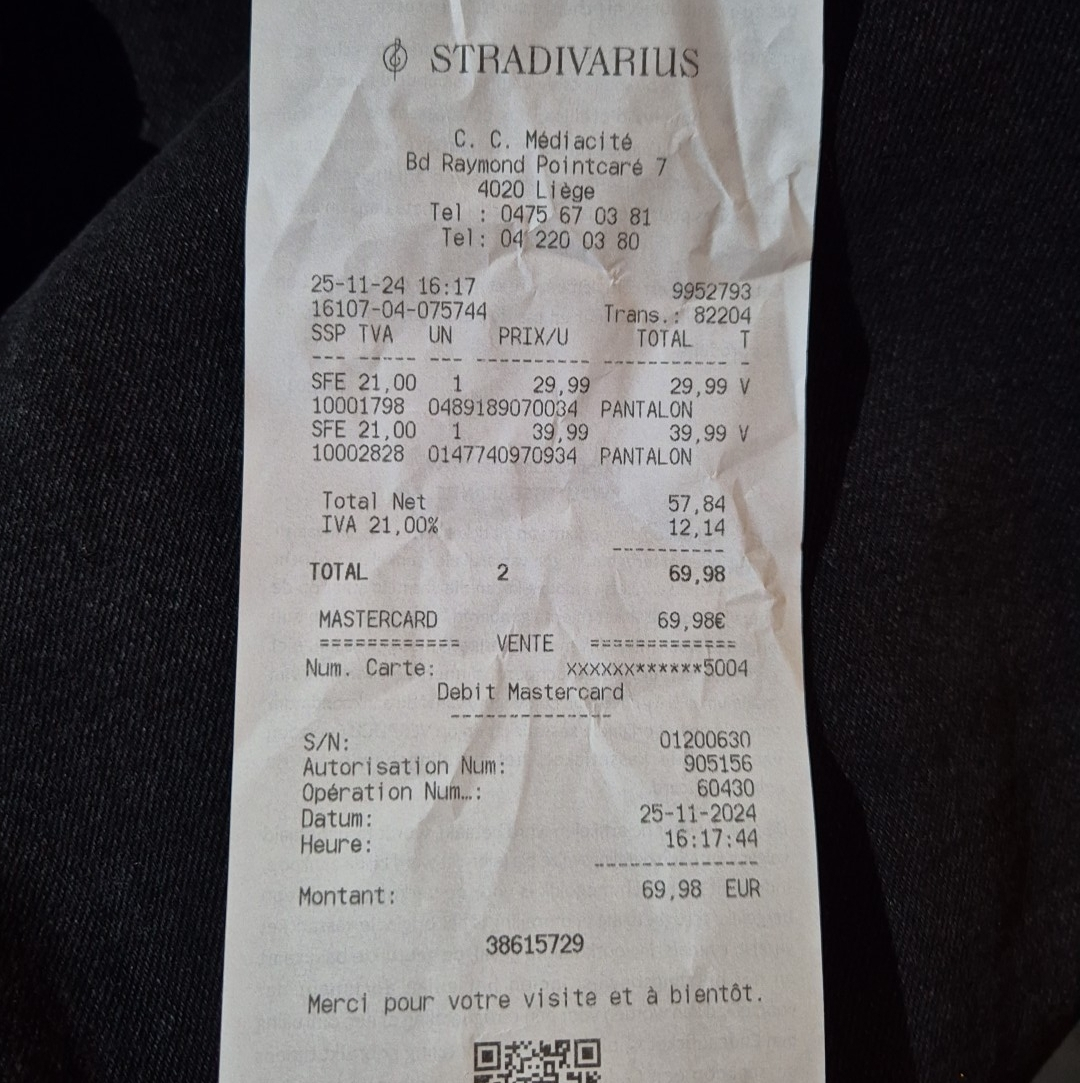 STRADIVARIUS
C. C. Médiacité
Bd Raymond Pointcaré 7
4020 Liège
Tel : 0475 67 03 81
Tel: 04 220 03 80
25-11-24 16:17 9952793
16107-04-075744 Trans.: 82204
SSP TVA UN PRIX/U TOTAL T
--- ----- --- ---------- ----------- -
SFE 21,00 1 29,99 29,99 V
10001798 0489189070034 PANTALON
SFE 21,00 1 39,99 39,99 V
10002828 0147740970934 PANTALON
Total Net 57,84
IVA 21,00% 12,14
----------
TOTAL 2 69,98
MASTERCARD 69,98€
============ VENTE ============
Num. Carte: xxxxxx******5004
Debit Mastercard
--------------
S/N: 01200630
Autorisation Num: 905156
Opération Num…: 60430
Datum: 25-11-2024
Heure: 16:17:44
--------------
Montant: 69,98 EUR
38615729
Merci pour votre visite et à bientôt.